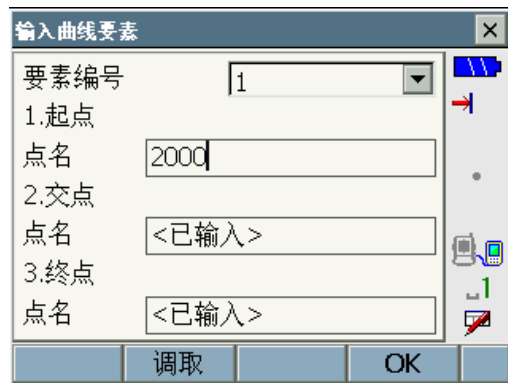 输入曲线要素
要素编号 1
1.起点
点名 2000
2.交点
点名 <已输入>
3.终点
点名 <已输入>
1
调取 OK